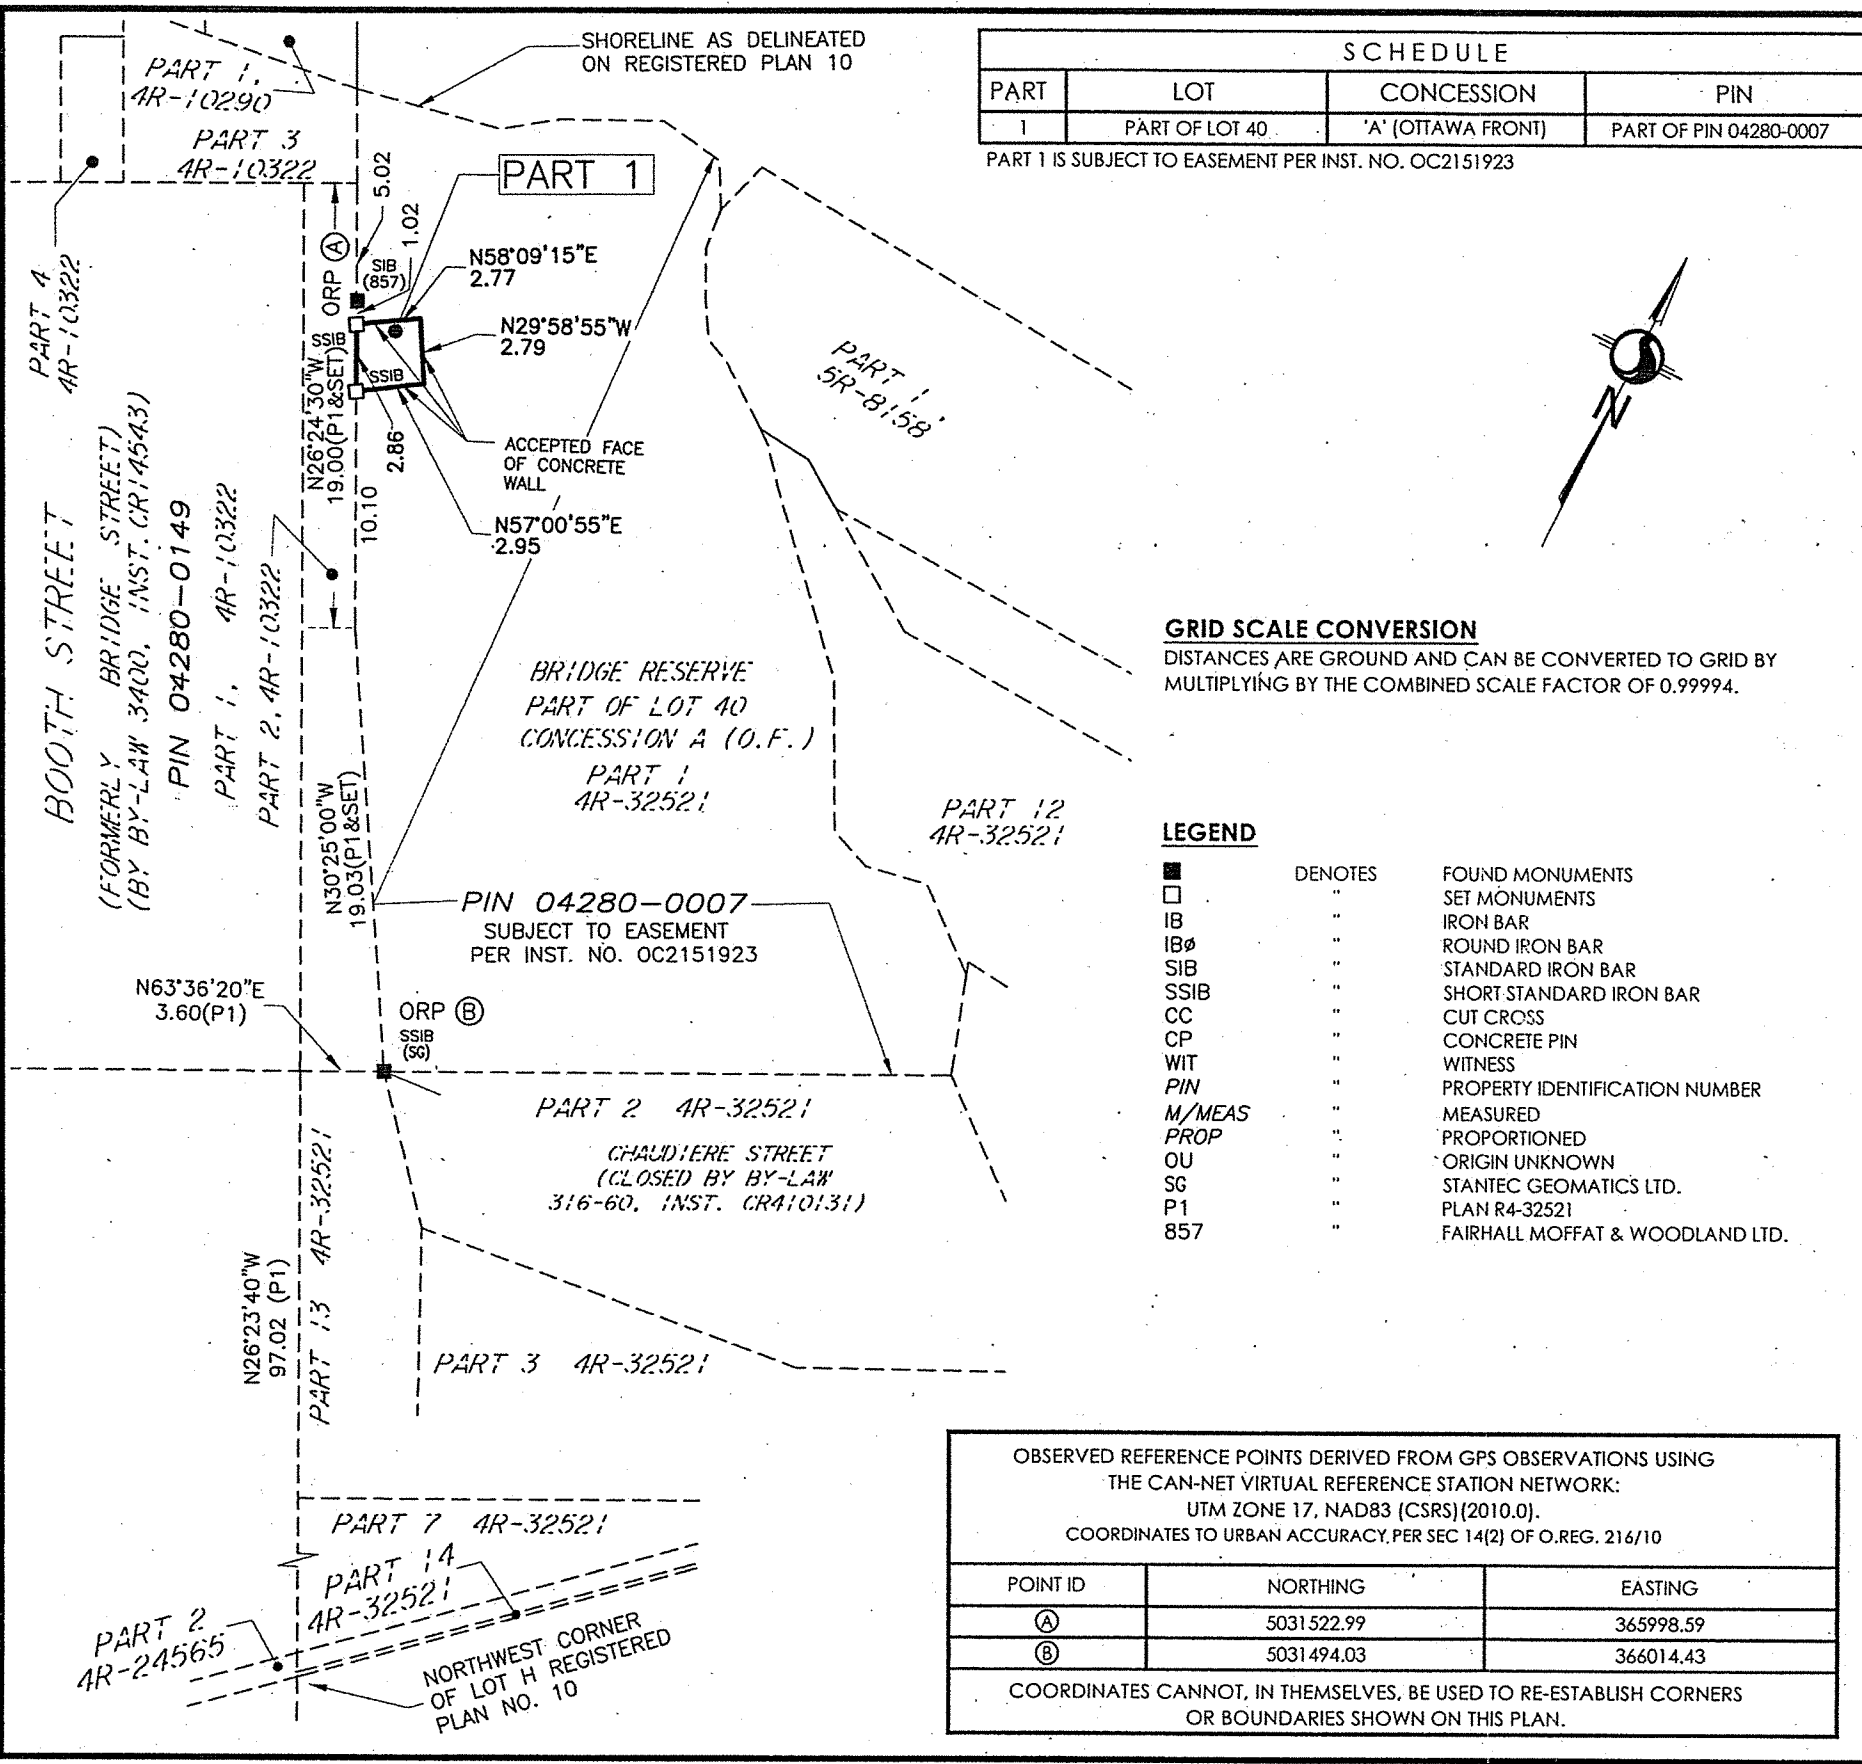 SHORELINE AS DELINEATED
ON REGISTERED PLAN 10
PART 1,
4R-10290
PART 3
4R-10322
PART 1
5.02
1.02
ORP A
SIB
(857)
N58°09'15"E
2.77
N29°58'55"W
2.79
SSIB
SSIB
N26°24'30"W
19.00(P1&SET)
2.86
10.10
ACCEPTED FACE
OF CONCRETE
WALL
N57°00'55"E
2.95
PART 4
4R-10322
BOOTH STREET
(FORMERLY BRIDGE STREET)
(BY BY-LAW 3400, INST. CR14543)
PIN 04280-0149
PART 1, 4R-10322
PART 2, 4R-10322
PART 1,
5R-8158
BRIDGE RESERVE
PART OF LOT 40
CONCESSION A (O.F.)
PART 1
4R-32521
N30°25'00"W
19.03(P1&SET)
PART 12
4R-32521
PIN 04280-0007
SUBJECT TO EASEMENT
PER INST. NO. OC2151923
N63°36'20"E
3.60(P1)
ORP B
SSIB
(SG)
PART 2 4R-32521
CHAUDIERE STREET
(CLOSED BY BY-LAW
316-60, INST. CR410131)
PART 13 4R-32521
N26°23'40"W
97.02 (P1)
PART 3 4R-32521
PART 7 4R-32521
PART 14
4R-32521
PART 2
4R-24565
NORTHWEST CORNER
OF LOT H REGISTERED
PLAN NO. 10
SCHEDULE
PART LOT CONCESSION PIN
1 PART OF LOT 40 'A' (OTTAWA FRONT) PART OF PIN 04280-0007
PART 1 IS SUBJECT TO EASEMENT PER INST. NO. OC2151923
N
GRID SCALE CONVERSION
DISTANCES ARE GROUND AND CAN BE CONVERTED TO GRID BY
MULTIPLYING BY THE COMBINED SCALE FACTOR OF 0.99994.
LEGEND
■ DENOTES FOUND MONUMENTS
□ " SET MONUMENTS
IB " IRON BAR
IBø " ROUND IRON BAR
SIB " STANDARD IRON BAR
SSIB " SHORT STANDARD IRON BAR
CC " CUT CROSS
CP " CONCRETE PIN
WIT " WITNESS
PIN " PROPERTY IDENTIFICATION NUMBER
M/MEAS " MEASURED
PROP " PROPORTIONED
OU " ORIGIN UNKNOWN
SG " STANTEC GEOMATICS LTD.
P1 " PLAN R4-32521
857 " FAIRHALL MOFFAT & WOODLAND LTD.
OBSERVED REFERENCE POINTS DERIVED FROM GPS OBSERVATIONS USING
THE CAN-NET VIRTUAL REFERENCE STATION NETWORK:
UTM ZONE 17, NAD83 (CSRS)(2010.0).
COORDINATES TO URBAN ACCURACY PER SEC 14(2) OF O.REG. 216/10
POINT ID NORTHING EASTING
A 5031522.99 365998.59
B 5031494.03 366014.43
COORDINATES CANNOT, IN THEMSELVES, BE USED TO RE-ESTABLISH CORNERS
OR BOUNDARIES SHOWN ON THIS PLAN.